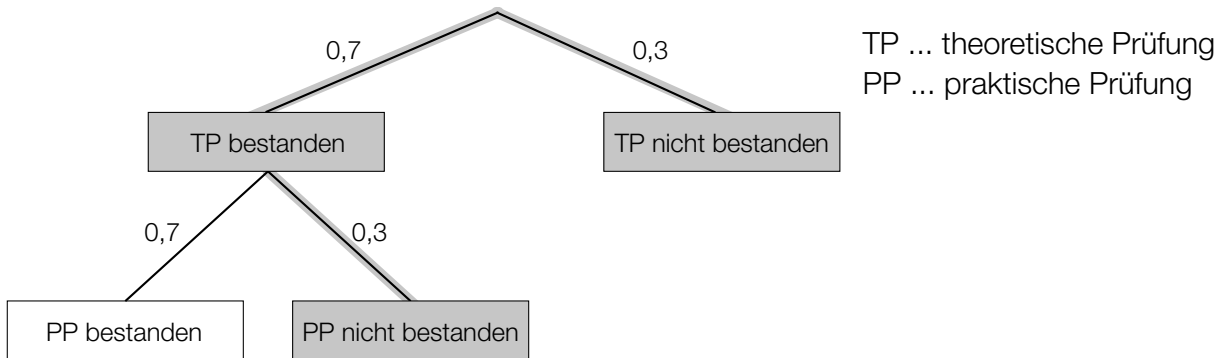 0,7
0,3
TP ... theoretische Prüfung
PP ... praktische Prüfung
TP bestanden
TP nicht bestanden
0,7
0,3
PP bestanden
PP nicht bestanden